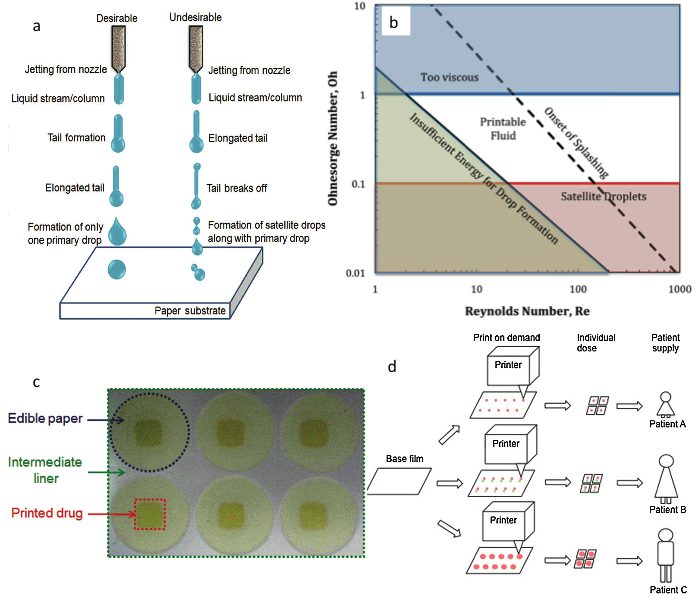 a
Desirable
Undesirable
Jetting from nozzle
Jetting from nozzle
Liquid stream/column
Liquid stream/column
Tail formation
Elongated tail
Elongated tail
Tail breaks off
Formation of only
one primary drop
Formation of satellite drops
along with primary drop
Paper substrate
b
Ohnesorge Number, Oh
10
1
0.1
0.01
Too viscous
Printable
Fluid
Onset of Splashing
Insufficient Energy for Drop Formation
Satellite Droplets
1
10
100
1000
Reynolds Number, Re
c
Edible paper
Intermediate
liner
Printed drug
d
Print on demand
Individual
dose
Patient
supply
Printer
Patient A
Base film
Printer
Patient B
Printer
Patient C